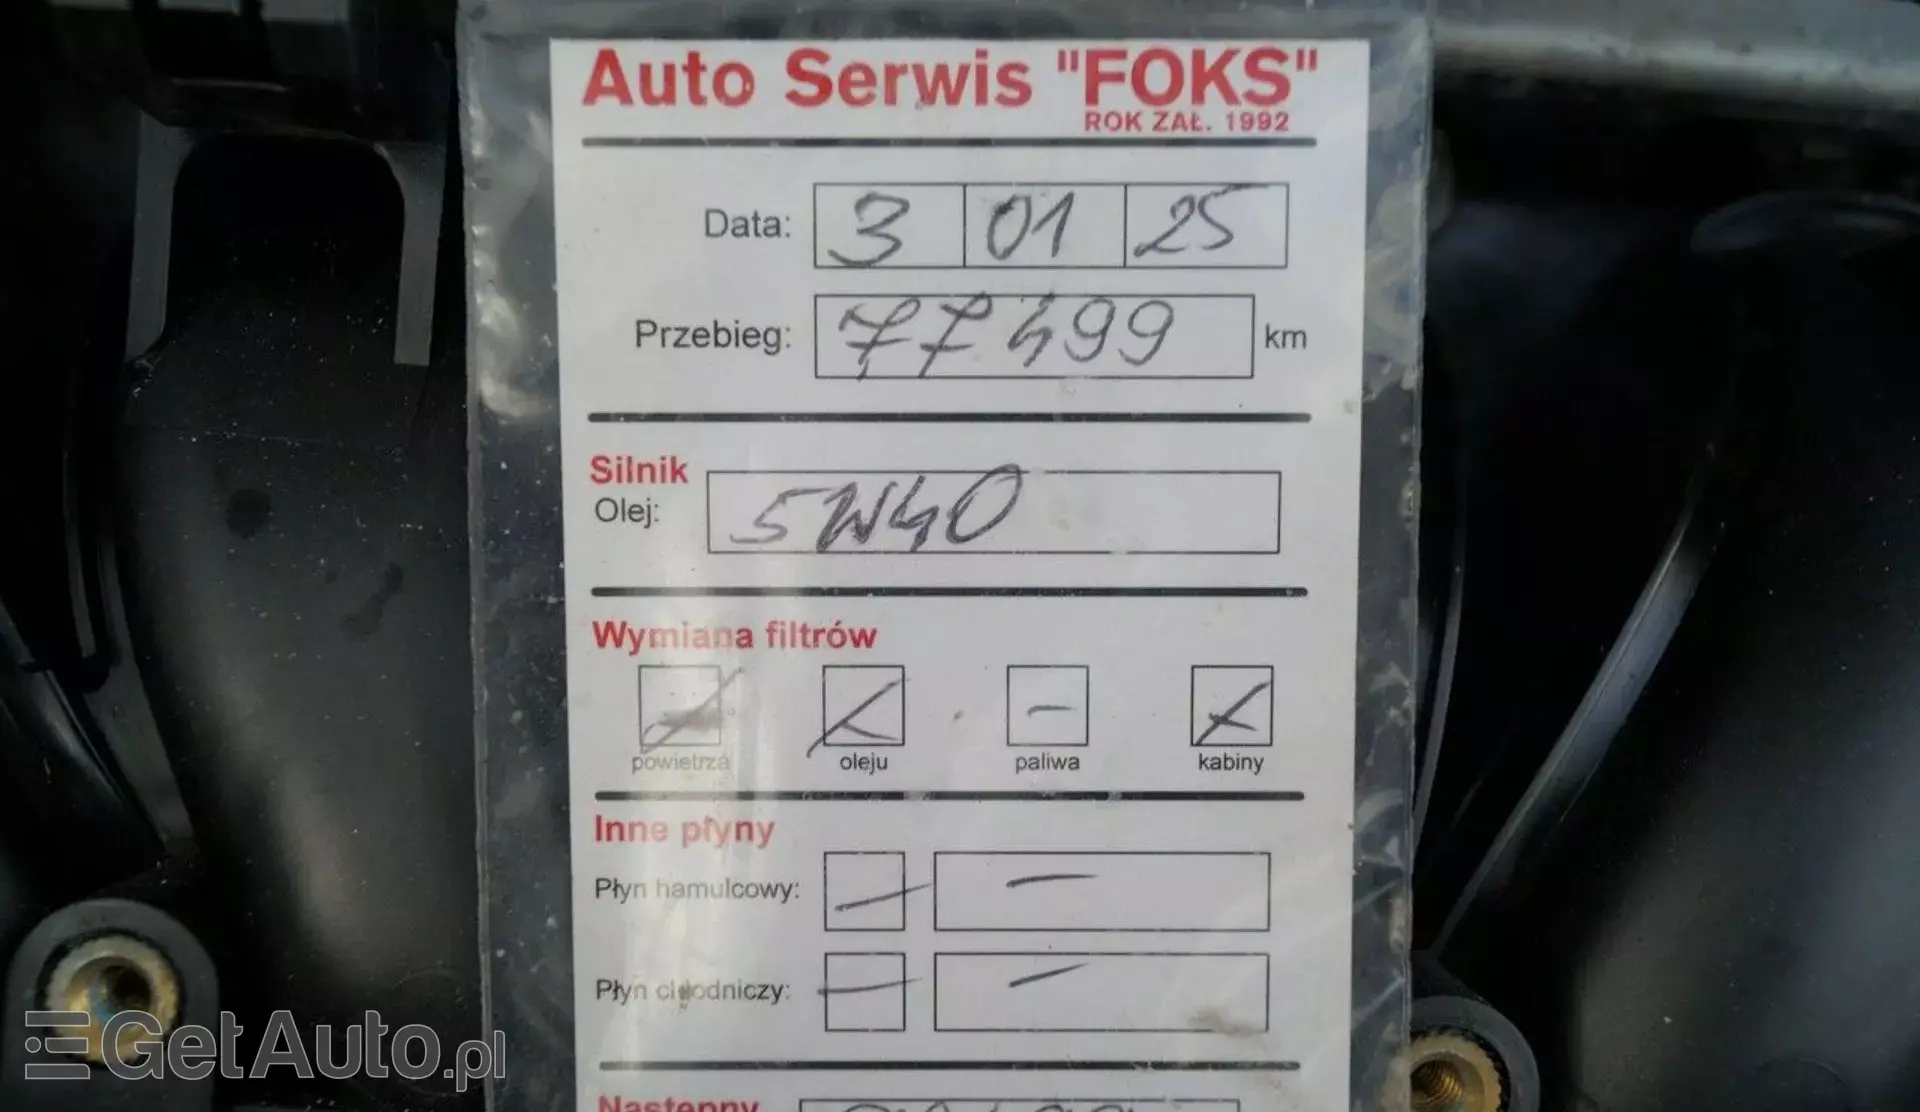 Auto Serwis "FOKS"
ROK ZAŁ. 1992
Data: 3 01 25
Przebieg: 77499 km
Silnik
Olej: 5W40
Wymiana filtrów
powietrza oleju paliwa kabiny
Inne płyny
Płyn hamulcowy: – –
Płyn chłodniczy: – –
Następny
GetAuto.pl